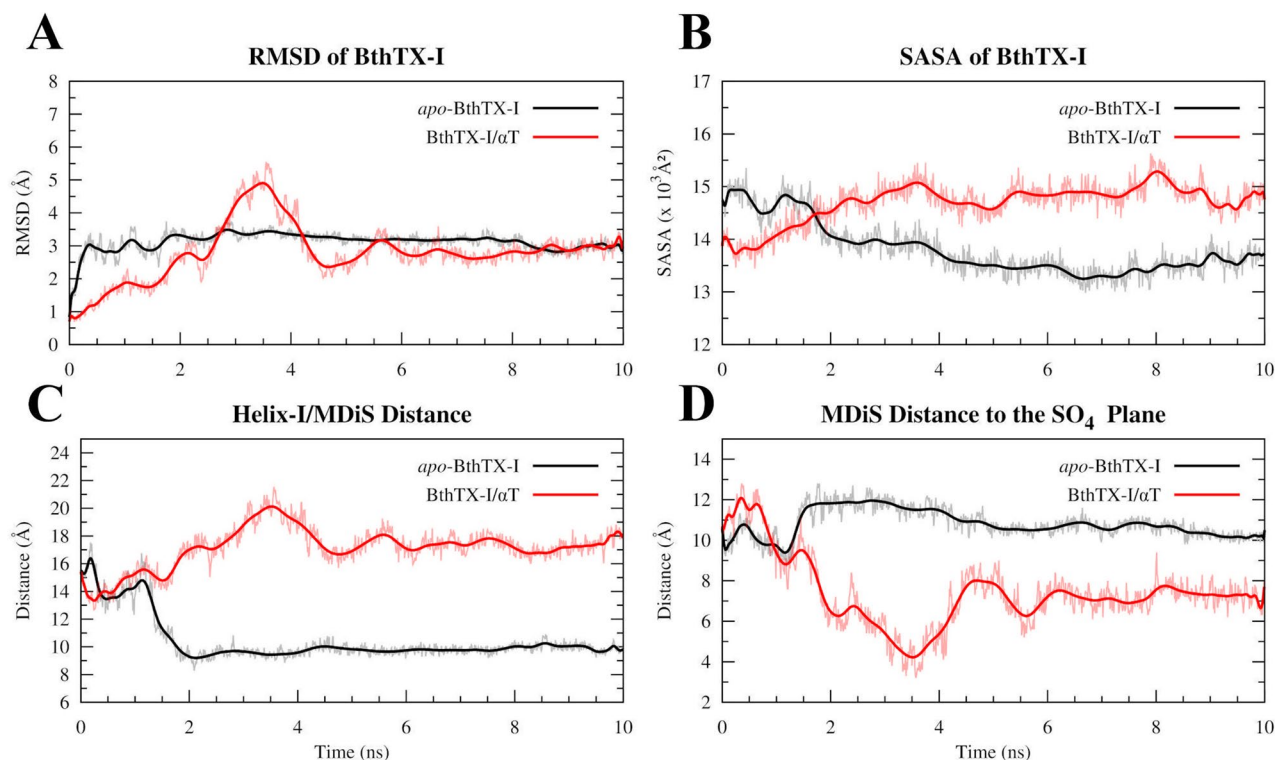 A
RMSD of BthTX-I
8
7
6
5
4
3
2
1
0
RMSD (Å)
apo-BthTX-I
BthTX-I/αT
0 2 4 6 8 10
B
SASA of BthTX-I
17
16
15
14
13
12
SASA (x 10³Å²)
apo-BthTX-I
BthTX-I/αT
0 2 4 6 8 10
C
Helix-I/MDiS Distance
24
22
20
18
16
14
12
10
8
6
Distance (Å)
apo-BthTX-I
BthTX-I/αT
0 2 4 6 8 10
Time (ns)
D
MDiS Distance to the SO₄ Plane
14
12
10
8
6
4
2
Distance (Å)
apo-BthTX-I
BthTX-I/αT
0 2 4 6 8 10
Time (ns)